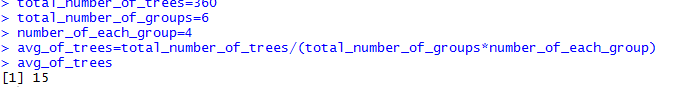 > total_number_of_trees=360
> total_number_of_groups=6
> number_of_each_group=4
> avg_of_trees=total_number_of_trees/(total_number_of_groups*number_of_each_group)
> avg_of_trees
[1] 15